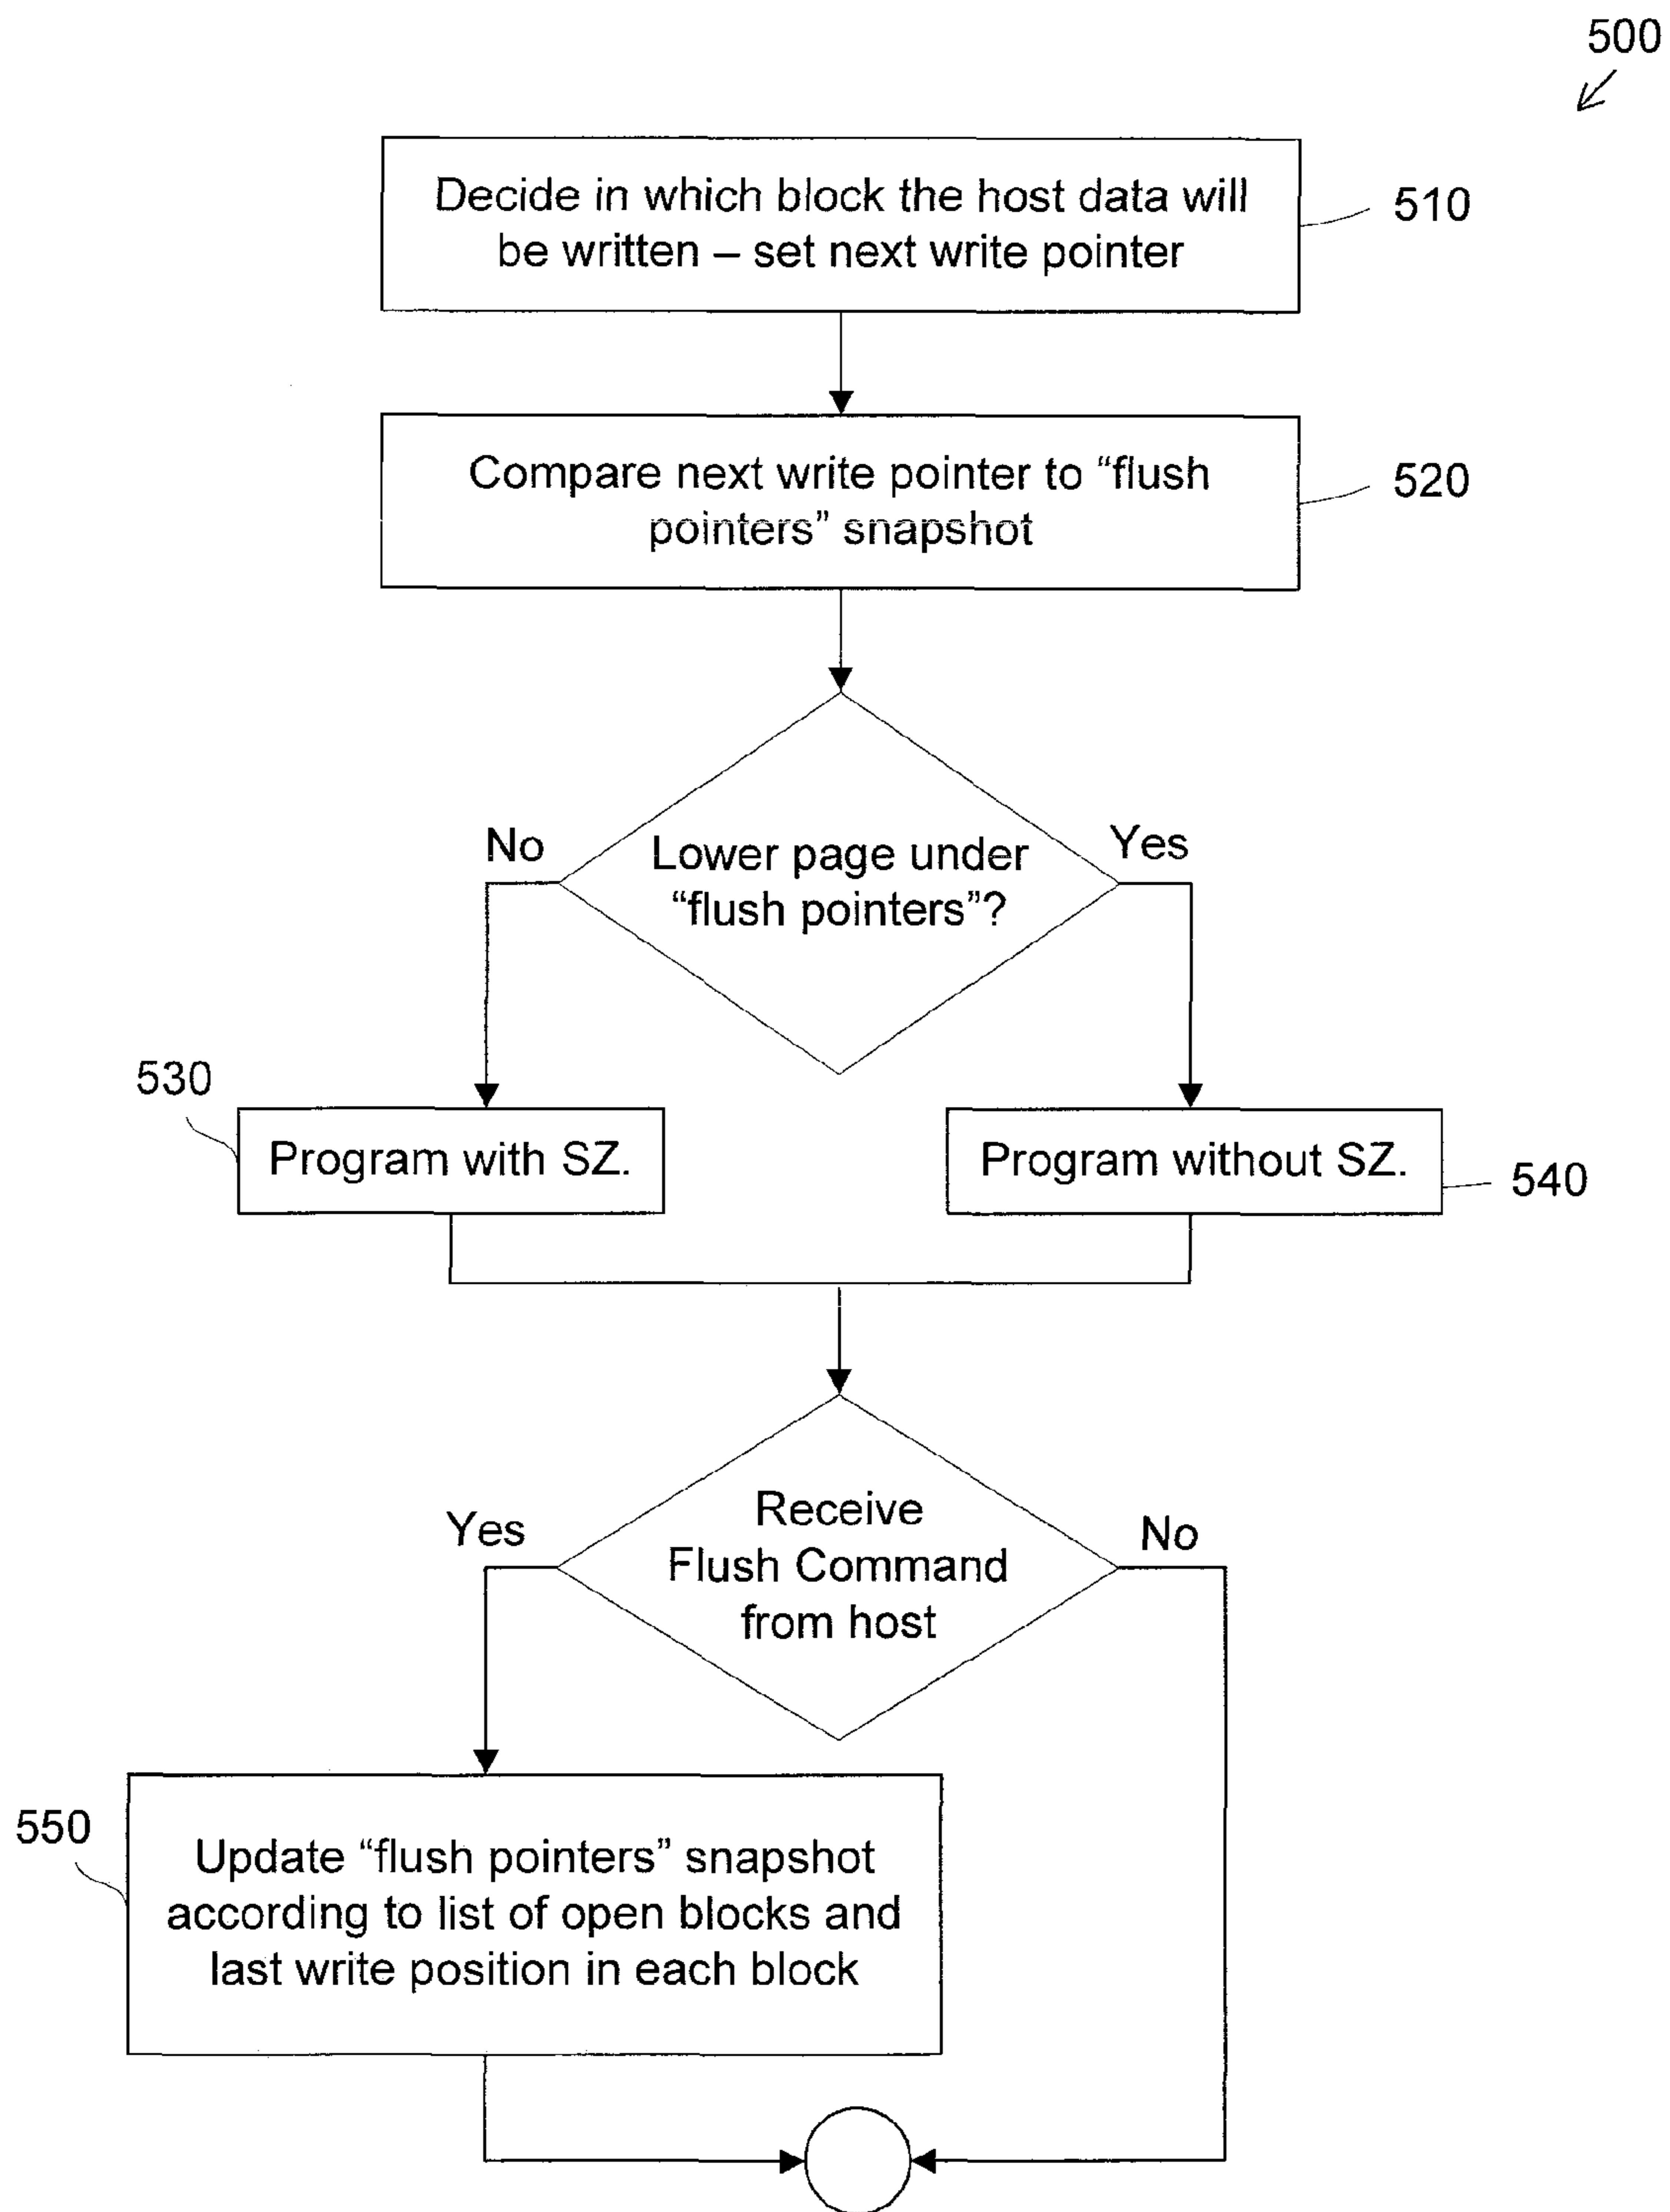 500
Decide in which block the host data will
be written – set next write pointer
510
Compare next write pointer to “flush
pointers” snapshot
520
No
Lower page under
“flush pointers”?
Yes
530
Program with SZ.
Program without SZ.
540
Yes
Receive
Flush Command
from host
No
550
Update “flush pointers” snapshot
according to list of open blocks and
last write position in each block